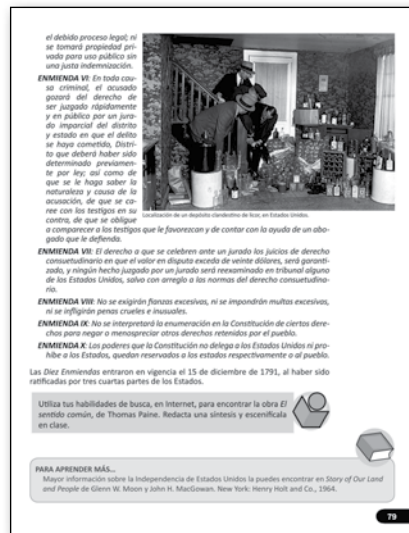 el debido proceso legal; ni
se tomará propiedad pri-
vada para uso público sin
una justa indemnización.
ENMIENDA VI: En toda cau-
sa criminal, el acusado
gozará del derecho de
ser juzgado rápidamente
y en público por un jura-
do imparcial del distrito
y estado en que el delito
se haya cometido, Distri-
to que deberá haber sido
determinado previamen-
te por ley; así como de
que se le haga saber la
naturaleza y causa de la
acusación, de que se ca-
ree con los testigos en su
contra, de que se obligue
Localización de un depósito clandestino de licor, en Estados Unidos.
a comparecer a los testigos que le favorezcan y de contar con la ayuda de un abo-
gado que le defienda.
ENMIENDA VII: El derecho a que se celebren ante un jurado los juicios de derecho
consuetudinario en que el valor en disputa exceda de veinte dólares, será garanti-
zado, y ningún hecho juzgado por un jurado será reexaminado en tribunal alguno
de los Estados Unidos, salvo con arreglo a las normas del derecho consuetudina-
rio.
ENMIENDA VIII: No se exigirán fianzas excesivas, ni se impondrán multas excesivas,
ni se infligirán penas crueles e inusuales.
ENMIENDA IX: No se interpretará la enumeración en la Constitución de ciertos dere-
chos para negar o menospreciar otros derechos retenidos por el pueblo.
ENMIENDA X: Los poderes que la Constitución no delega a los Estados Unidos ni pro-
híbe a los Estados, quedan reservados a los estados respectivamente o al pueblo.
Las Diez Enmiendas entraron en vigencia el 15 de diciembre de 1791, al haber sido
ratificadas por tres cuartas partes de los Estados.
Utiliza tus habilidades de busca, en Internet, para encontrar la obra El
sentido común, de Thomas Paine. Redacta una síntesis y escenifícala
en clase.
PARA APRENDER MÁS...
Mayor información sobre la Independencia de Estados Unidos la puedes encontrar en Story of Our Land
and People de Glenn W. Moon y John H. MacGowan. New York: Henry Holt and Co., 1964.
79